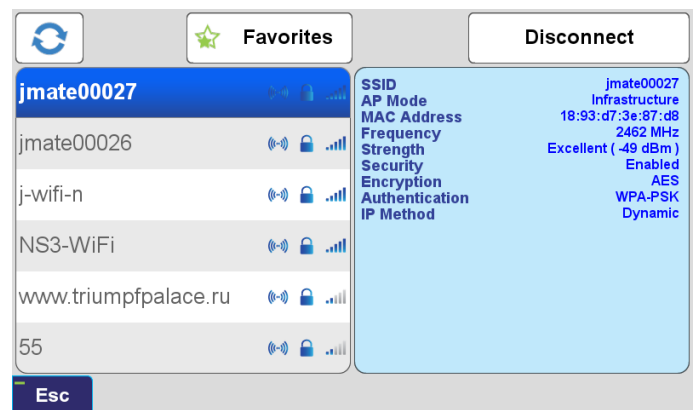 Favorites
Disconnect
jmate00027
jmate00026
j-wifi-n
NS3-WiFi
www.triumpfpalace.ru
55
SSID jmate00027
AP Mode Infrastructure
MAC Address 18:93:d7:3e:87:d8
Frequency 2462 MHz
Strength Excellent ( -49 dBm )
Security Enabled
Encryption AES
Authentication WPA-PSK
IP Method Dynamic
Esc